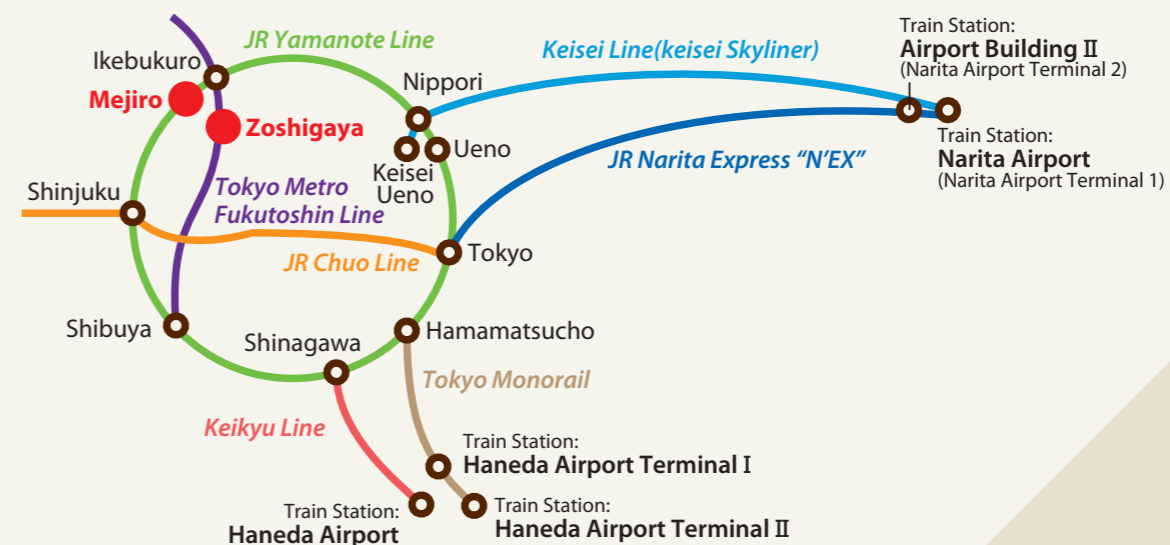 Train Station:
Airport Building Ⅱ
(Narita Airport Terminal 2)
JR Yamanote Line
Keisei Line(keisei Skyliner)
Ikebukuro
Nippori
Mejiro
Zoshigaya
Ueno
Keisei
Ueno
JR Narita Express “N’EX”
Train Station:
Narita Airport
(Narita Airport Terminal 1)
Shinjuku
Tokyo Metro
Fukutoshin Line
JR Chuo Line
Tokyo
Shibuya
Shinagawa
Hamamatsucho
Tokyo Monorail
Keikyu Line
Train Station:
Haneda Airport Terminal Ⅰ
Train Station:
Haneda Airport
Train Station:
Haneda Airport Terminal Ⅱ